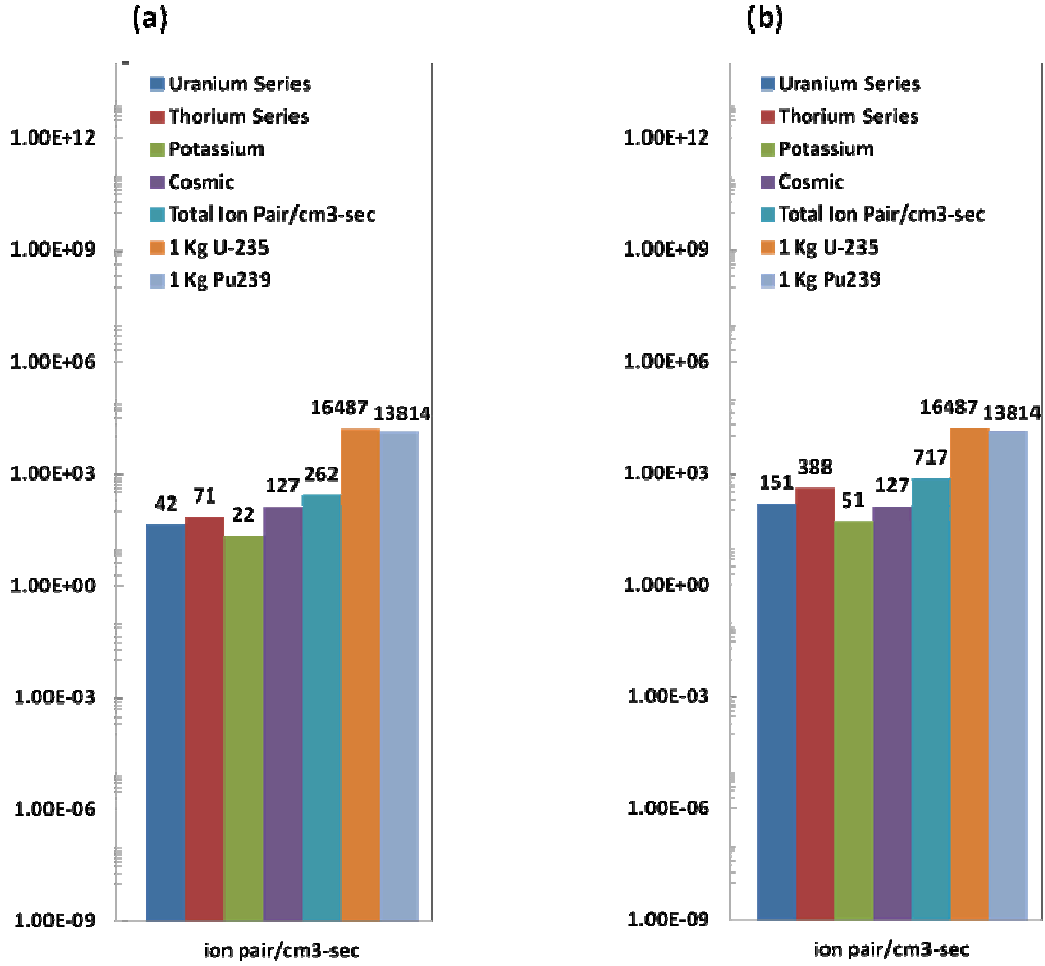 (a)
Uranium Series
Thorium Series
Potassium
Cosmic
Total Ion Pair/cm3-sec
1 Kg U-235
1 Kg Pu239
1.00E+12
1.00E+09
1.00E+06
1.00E+03
1.00E+00
1.00E-03
1.00E-06
1.00E-09
42
71
22
127
262
16487
13814
ion pair/cm3-sec
(b)
Uranium Series
Thorium Series
Potassium
Cosmic
Total Ion Pair/cm3-sec
1 Kg U-235
1 Kg Pu239
1.00E+12
1.00E+09
1.00E+06
1.00E+03
1.00E+00
1.00E-03
1.00E-06
1.00E-09
151
388
51
127
717
16487
13814
ion pair/cm3-sec